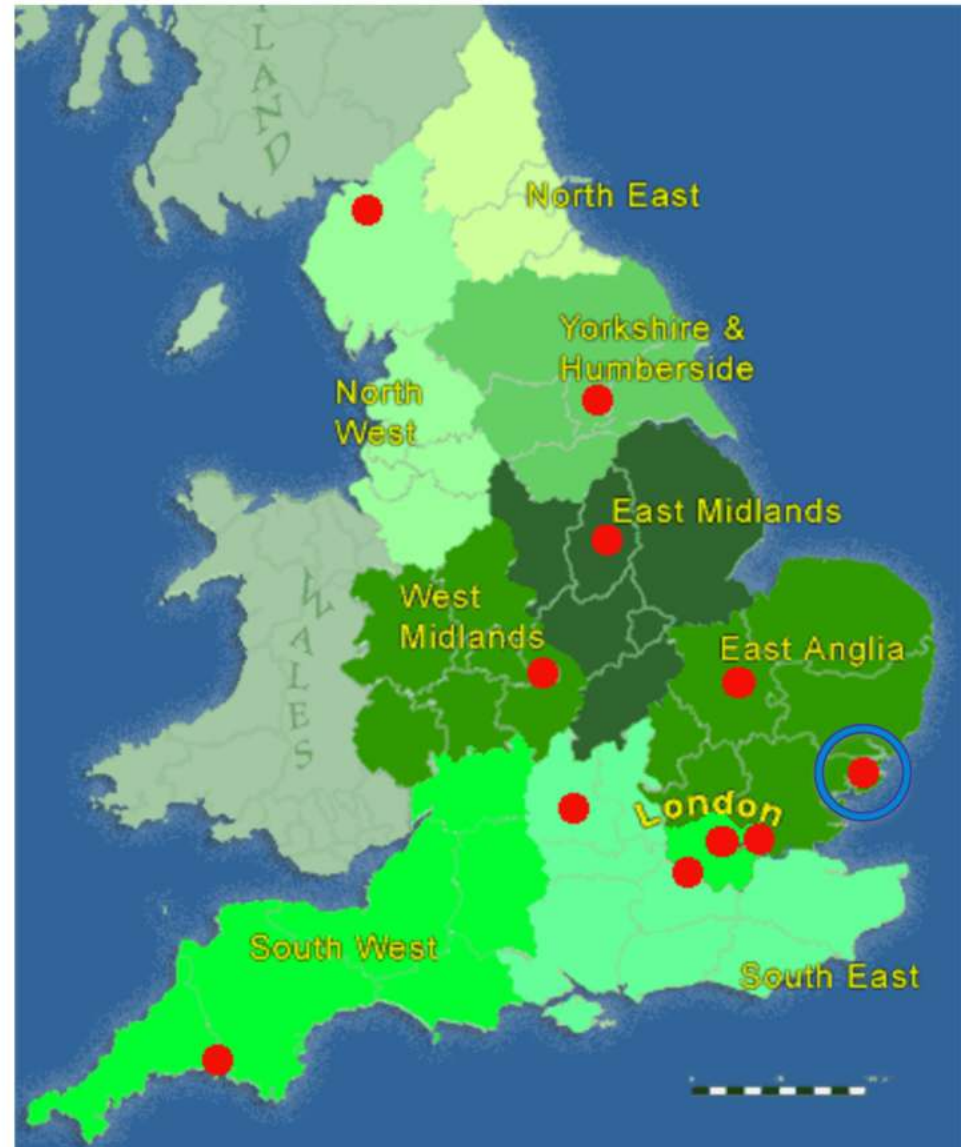 LAND
North East
Yorkshire &
Humberside
North
West
East Midlands
WALES
West
Midlands
East Anglia
London
South West
South East